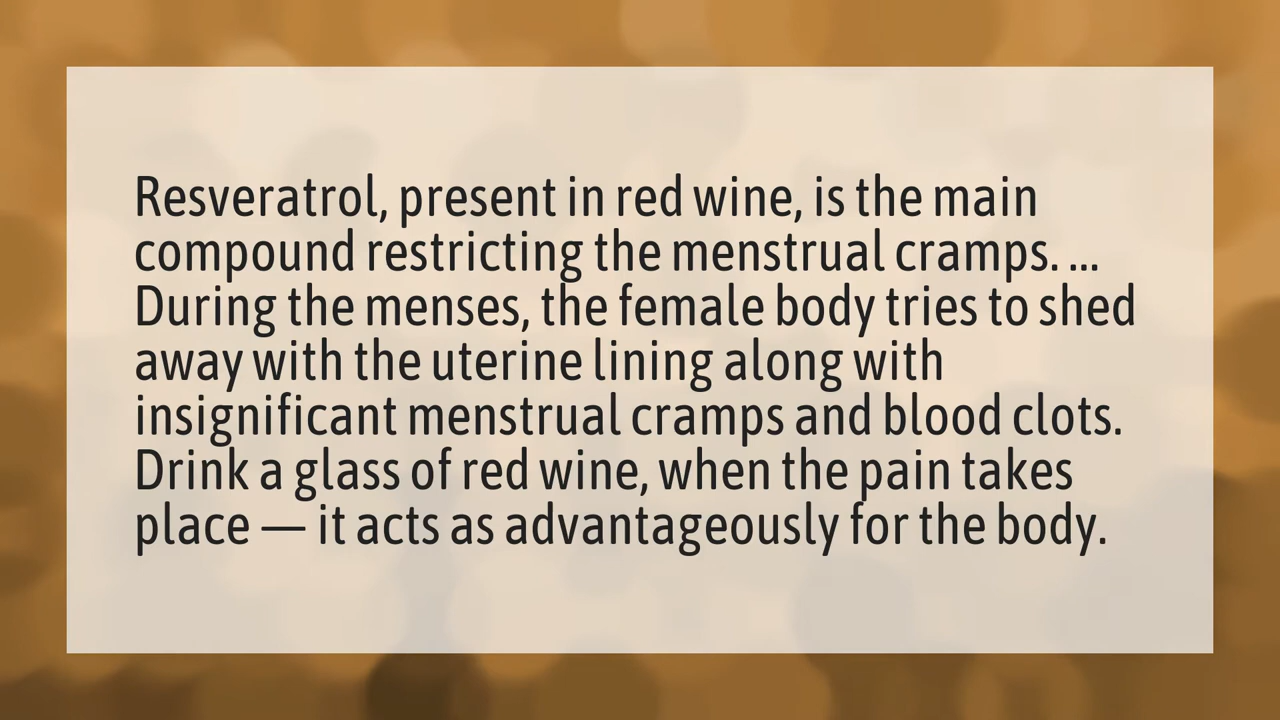 Resveratrol, present in red wine, is the main
compound restricting the menstrual cramps. ...
During the menses, the female body tries to shed
away with the uterine lining along with
insignificant menstrual cramps and blood clots.
Drink a glass of red wine, when the pain takes
place — it acts as advantageously for the body.